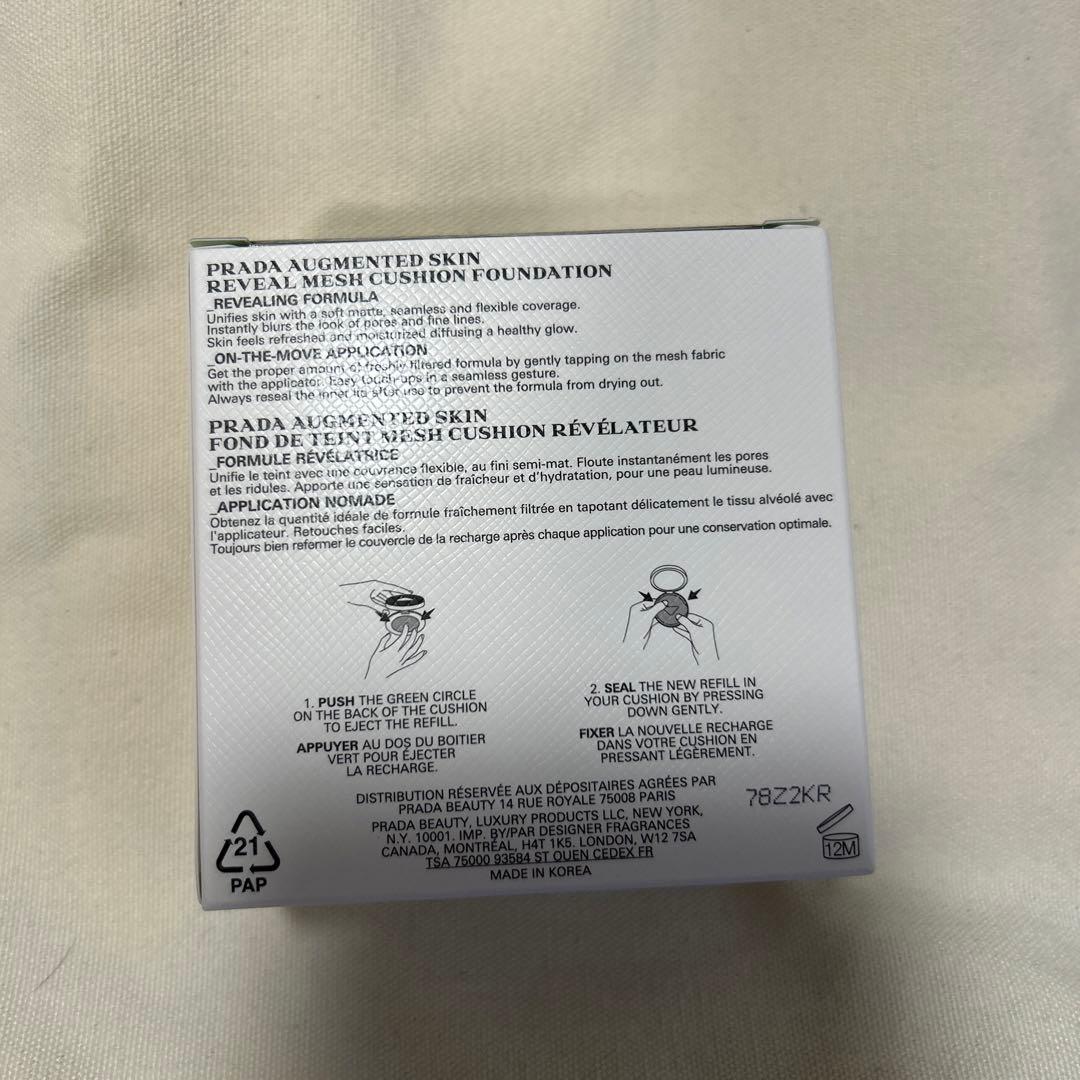 PRADA AUGMENTED SKIN
REVEAL MESH CUSHION FOUNDATION
_REVEALING FORMULA
Unifies skin with a soft matte, seamless and flexible coverage.
Instantly blurs the look of pores and fine lines.
Skin feels refreshed and moisturized diffusing a healthy glow.
_ON-THE-MOVE APPLICATION
Get the proper amount of freshly filtered formula by gently tapping on the mesh fabric
with the applicator. Easy touch-ups in a seamless gesture.
Always reseal the inner lid after use to prevent the formula from drying out.
PRADA AUGMENTED SKIN
FOND DE TEINT MESH CUSHION RÉVÉLATEUR
_FORMULE RÉVÉLATRICE
Unifie le teint avec une couvrance flexible, au fini semi-mat. Floute instantanément les pores
et les ridules. Apporte une sensation de fraîcheur et d'hydratation, pour une peau lumineuse.
_APPLICATION NOMADE
Obtenez la quantité idéale de formule fraîchement filtrée en tapotant délicatement le tissu alvéolé avec
l'applicateur. Retouches faciles.
Toujours bien refermer le couvercle de la recharge après chaque application pour une conservation optimale.
1. PUSH THE GREEN CIRCLE
ON THE BACK OF THE CUSHION
TO EJECT THE REFILL.
APPUYER AU DOS DU BOITIER
VERT POUR ÉJECTER
LA RECHARGE.
2. SEAL THE NEW REFILL IN
YOUR CUSHION BY PRESSING
DOWN GENTLY.
FIXER LA NOUVELLE RECHARGE
DANS VOTRE CUSHION EN
PRESSANT LÉGÈREMENT.
DISTRIBUTION RÉSERVÉE AUX DÉPOSITAIRES AGRÉES PAR
PRADA BEAUTY 14 RUE ROYALE 75008 PARIS
PRADA BEAUTY, LUXURY PRODUCTS LLC, NEW YORK,
N.Y. 10001. IMP. BY/PAR DESIGNER FRAGRANCES
CANADA, MONTRÉAL, H4T 1K5. LONDON, W12 7SA
TSA 75000 93584 ST OUEN CEDEX FR
MADE IN KOREA
78Z2KR
12M
21
PAP